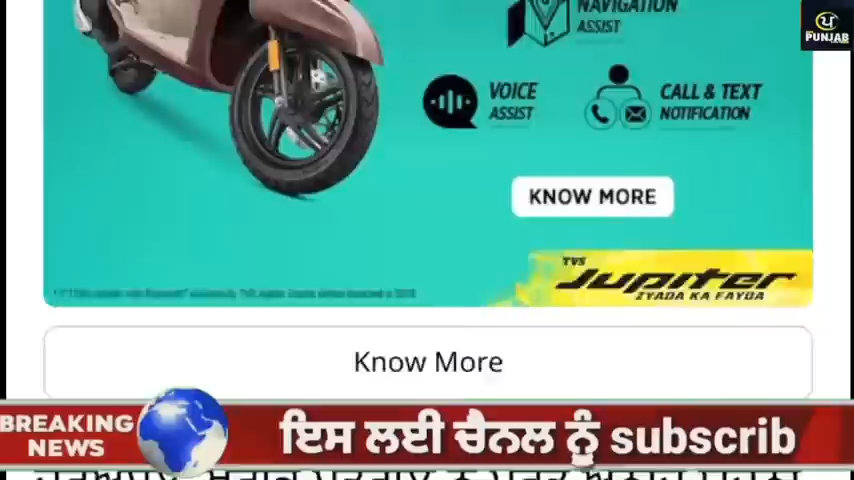 NAVIGATION
ASSIST
ਪ
PUNJAB
VOICE
ASSIST
CALL & TEXT
NOTIFICATION
KNOW MORE
TVS
Jupiter
ZYADA KA FAYDA
Know More
BREAKING
NEWS
ਇਸ ਲਈ ਚੈਨਲ ਨੂੰ subscrib